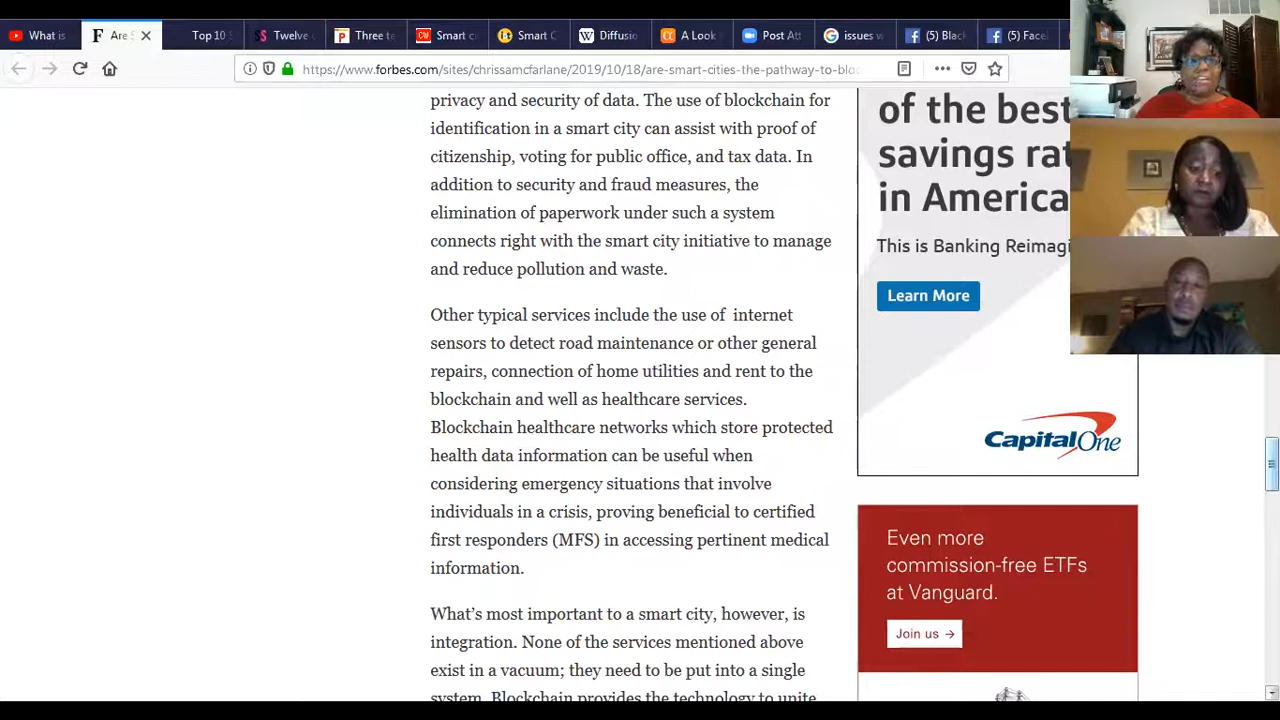 What is
F Are S
Top 10 S
Twelve c
Three te
Smart ci
Smart C
Diffusio
A Look
Post Att
issues w
(5) Black
(5) Facel
https://www.forbes.com/sites/chrissamcfarlane/2019/10/18/are-smart-cities-the-pathway-to-blo
privacy and security of data. The use of blockchain for
identification in a smart city can assist with proof of
citizenship, voting for public office, and tax data. In
addition to security and fraud measures, the
elimination of paperwork under such a system
connects right with the smart city initiative to manage
and reduce pollution and waste.
Other typical services include the use of  internet
sensors to detect road maintenance or other general
repairs, connection of home utilities and rent to the
blockchain and well as healthcare services.
Blockchain healthcare networks which store protected
health data information can be useful when
considering emergency situations that involve
individuals in a crisis, proving beneficial to certified
first responders (MFS) in accessing pertinent medical
information.
What's most important to a smart city, however, is
integration. None of the services mentioned above
exist in a vacuum; they need to be put into a single
system. Blockchain provides the technology to unite
of the best
savings rat
in America
This is Banking Reimagi
Learn More
Capital One
Even more
commission-free ETFs
at Vanguard.
Join us →